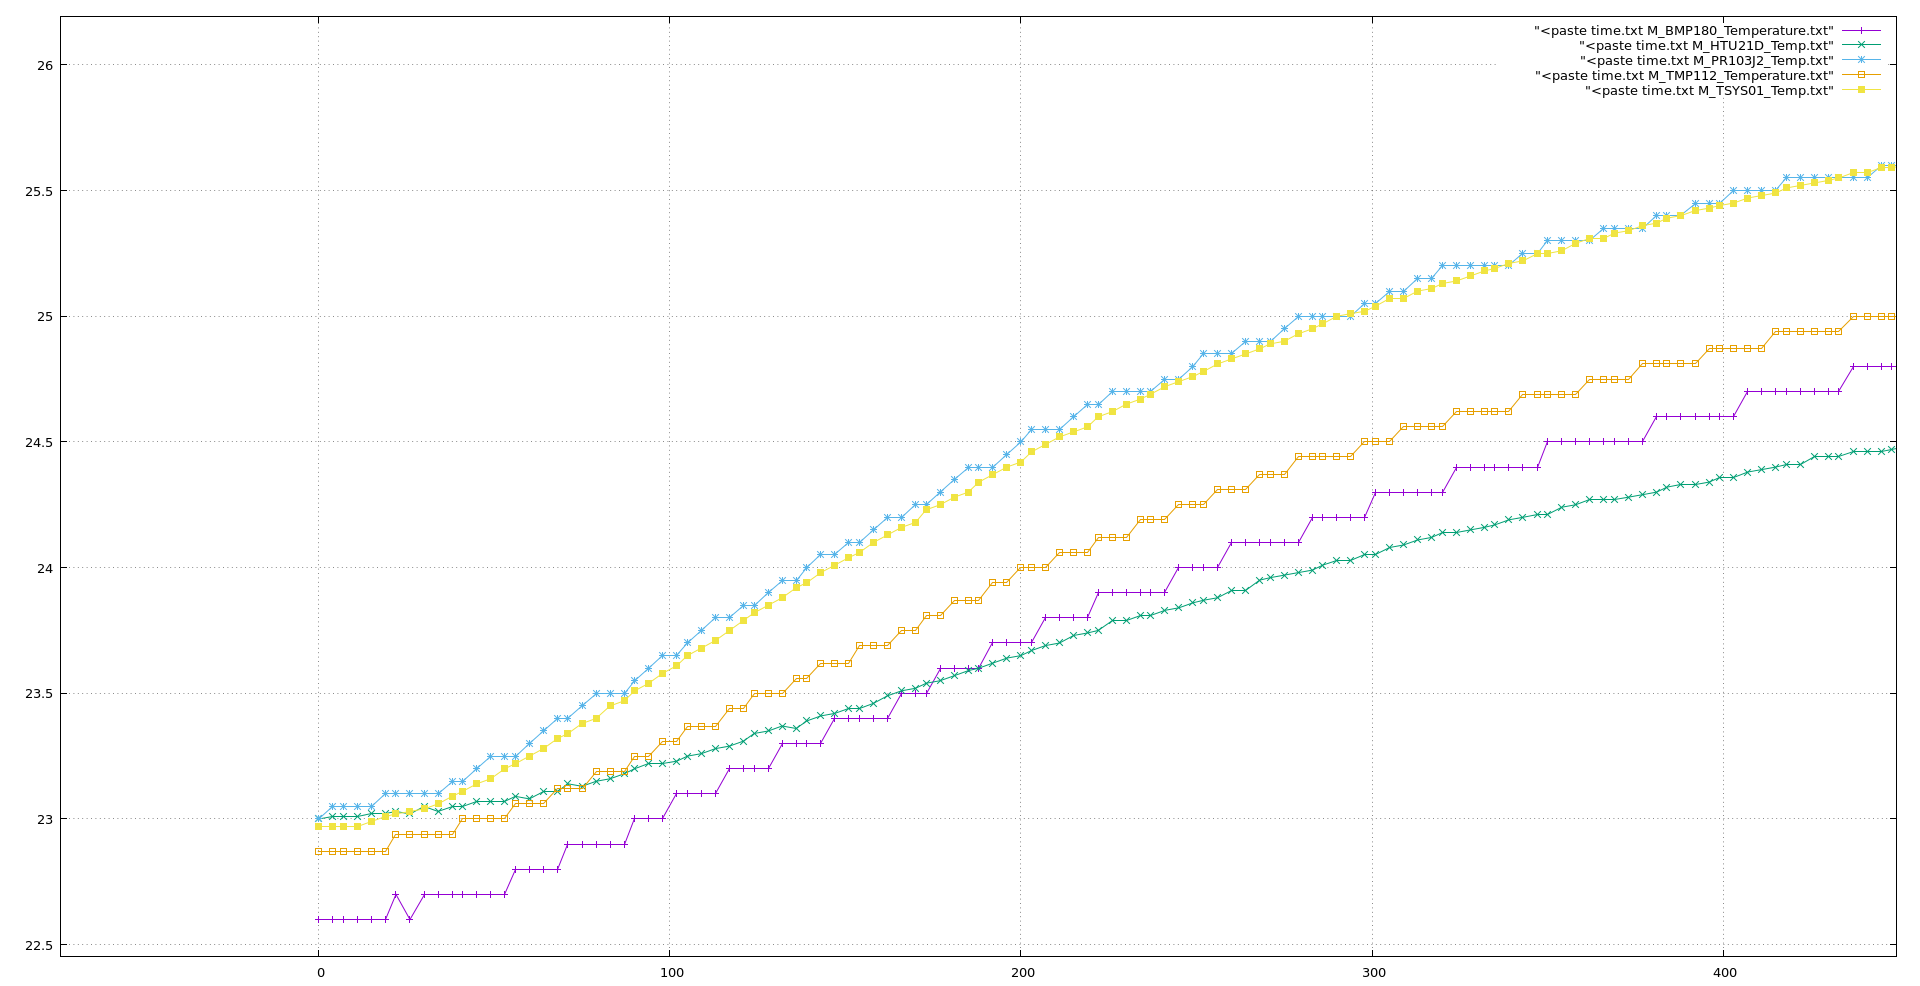 "<paste time.txt M_BMP180_Temperature.txt"
"<paste time.txt M_HTU21D_Temp.txt"
"<paste time.txt M_PR103J2_Temp.txt"
"<paste time.txt M_TMP112_Temperature.txt"
"<paste time.txt M_TSYS01_Temp.txt"
26
25.5
25
24.5
24
23.5
23
22.5
0 100 200 300 400